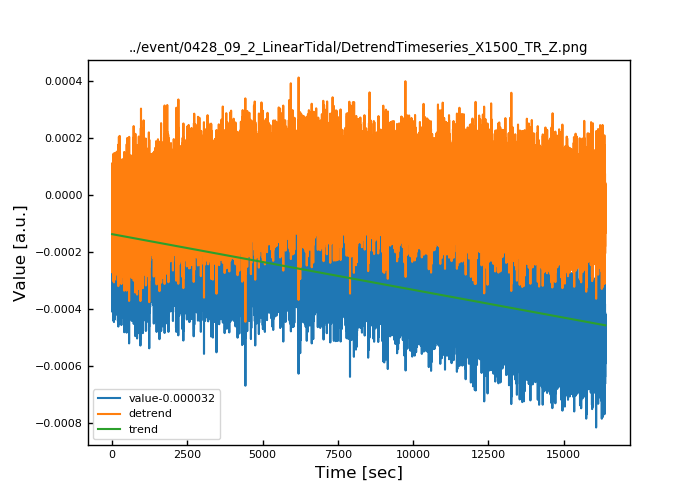 ../event/0428_09_2_LinearTidal/DetrendTimeseries_X1500_TR_Z.png
Value [a.u.]
0.0004
0.0002
0.0000
−0.0002
−0.0004
−0.0006
−0.0008
value-0.000032
detrend
trend
0
2500
5000
7500
10000
12500
15000
Time [sec]